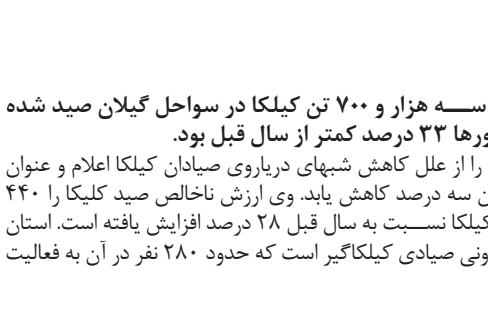 ســـه هزار و ۷۰۰ تن کیلکا در سواحل گیلان صید شده
ورها ۳۳ درصد کمتر از سال قبل بود.
را از علل کاهش شبهای دریاروی صیادان کیلکا اعلام و عنوان
ن سه درصد کاهش یابد. وی ارزش ناخالص صید کلیکا را ۴۴۰
کیلکا نســبت به سال قبل ۲۸ درصد افزایش یافته است. استان
ونی صیادی کیلکاگیر است که حدود ۲۸۰ نفر در آن به فعالیت